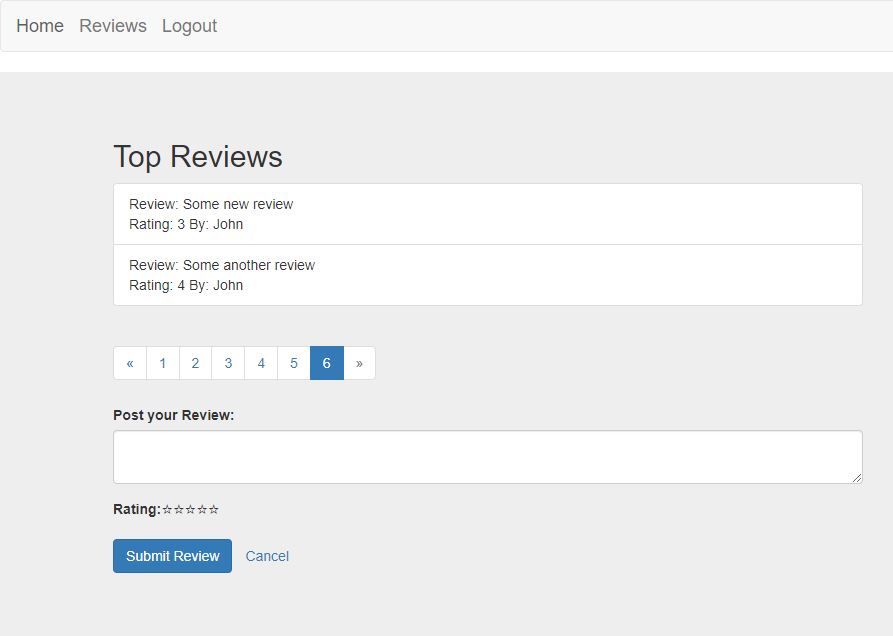 Home Reviews Logout
Top Reviews
Review: Some new review
Rating: 3 By: John
Review: Some another review
Rating: 4 By: John
« 1 2 3 4 5 6 »
Post your Review:
Rating:☆☆☆☆☆
Submit Review Cancel